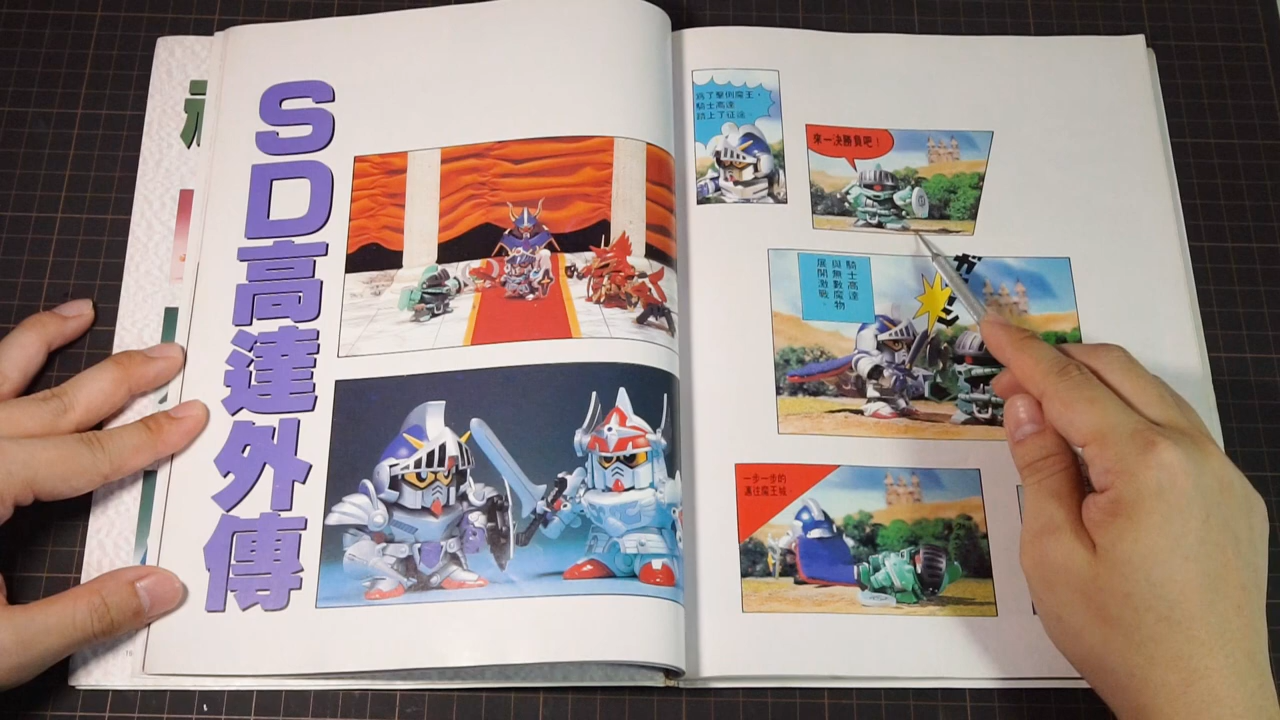 SD高達外傳
為了擊倒魔王，
騎士高達
踏上了征途。
來一決勝負吧！
騎士高達
與無數魔物
展開激戰
ガ
一步一步的
邁往魔王城。